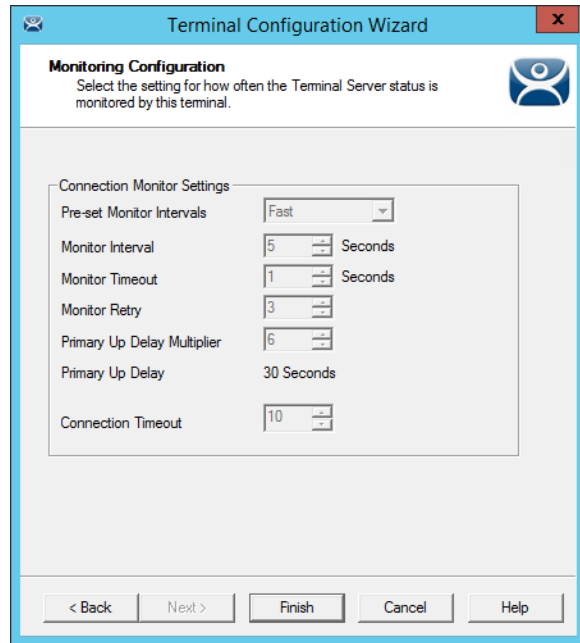 Terminal Configuration Wizard
x
Monitoring Configuration
Select the setting for how often the Terminal Server status is
monitored by this terminal.
Connection Monitor Settings
Pre-set Monitor Intervals Fast
Monitor Interval 5 Seconds
Monitor Timeout 1 Seconds
Monitor Retry 3
Primary Up Delay Multiplier 6
Primary Up Delay 30 Seconds
Connection Timeout 10
< Back Next > Finish Cancel Help